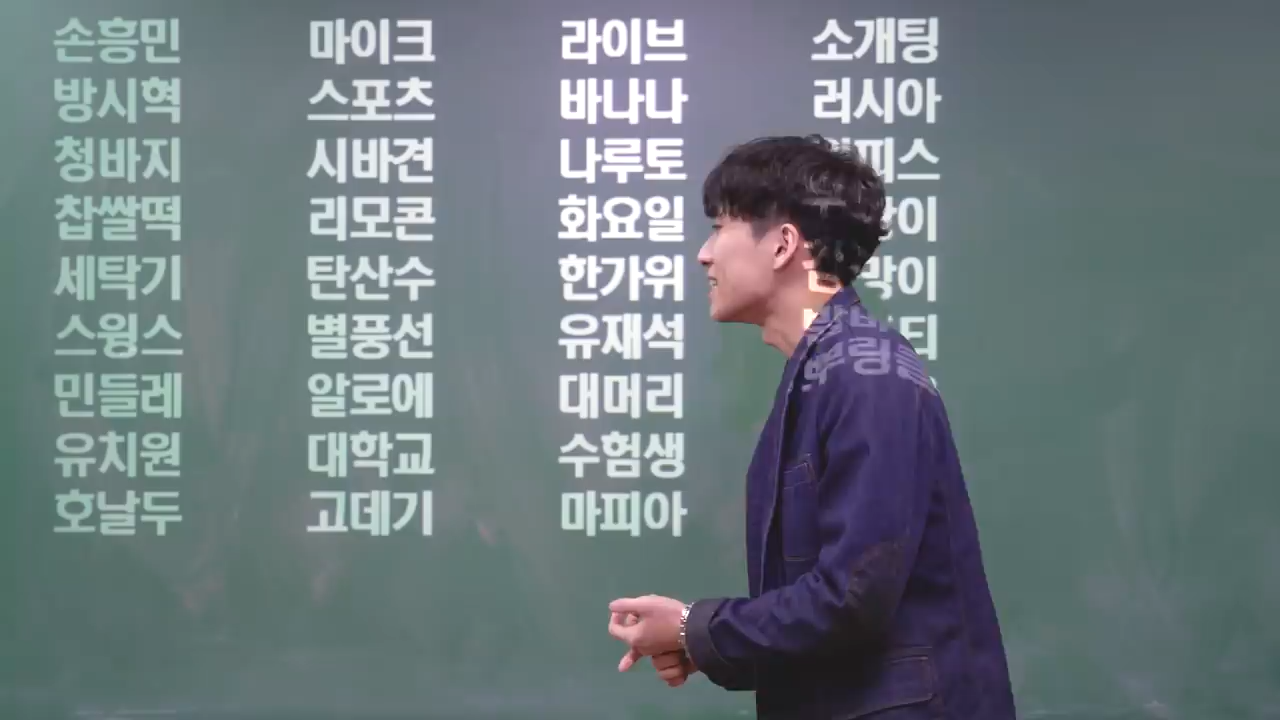 손흥민 마이크 라이브 소개팅
방시혁 스포츠 바나나 러시아
청바지 시바견 나루토
찹쌀떡 리모콘 화요일
세탁기 탄산수 한가위
스윙스 별풍선 유재석
민들레 알로에 대머리
유치원 대학교 수험생
호날두 고데기 마피아